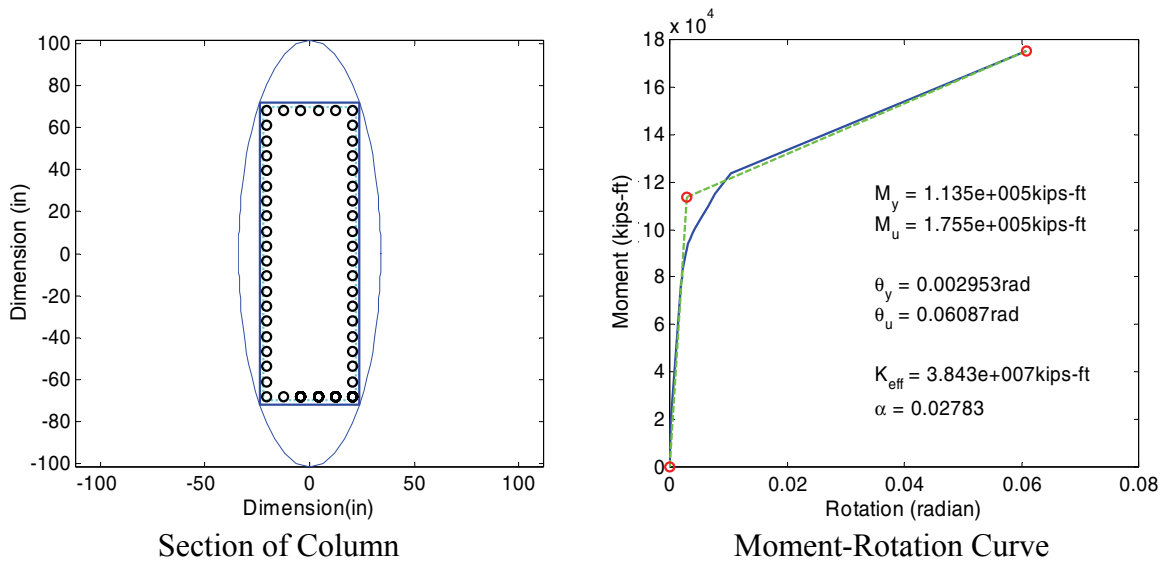 100
80
60
40
20
0
-20
-40
-60
-80
-100
Dimension (in)
-100
-50
0
50
100
Dimension(in)
Section of Column
x 10^4
18
16
14
12
10
8
6
4
2
0
Moment (kips-ft)
M_y = 1.135e+005kips-ft
M_u = 1.755e+005kips-ft
θ_y = 0.002953rad
θ_u = 0.06087rad
K_eff = 3.843e+007kips-ft
α = 0.02783
0
0.02
0.04
0.06
0.08
Rotation (radian)
Moment-Rotation Curve